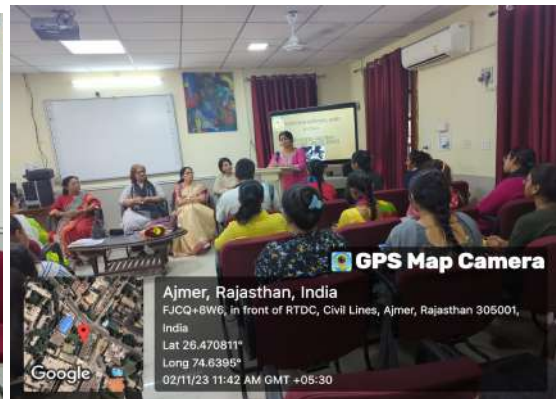 GPS Map Camera
Ajmer, Rajasthan, India
FJCQ+8W6, in front of RTDC, Civil Lines, Ajmer, Rajasthan 305001,
India
Lat 26.470811°
Long 74.6395°
02/11/23 11:42 AM GMT +05:30
Google